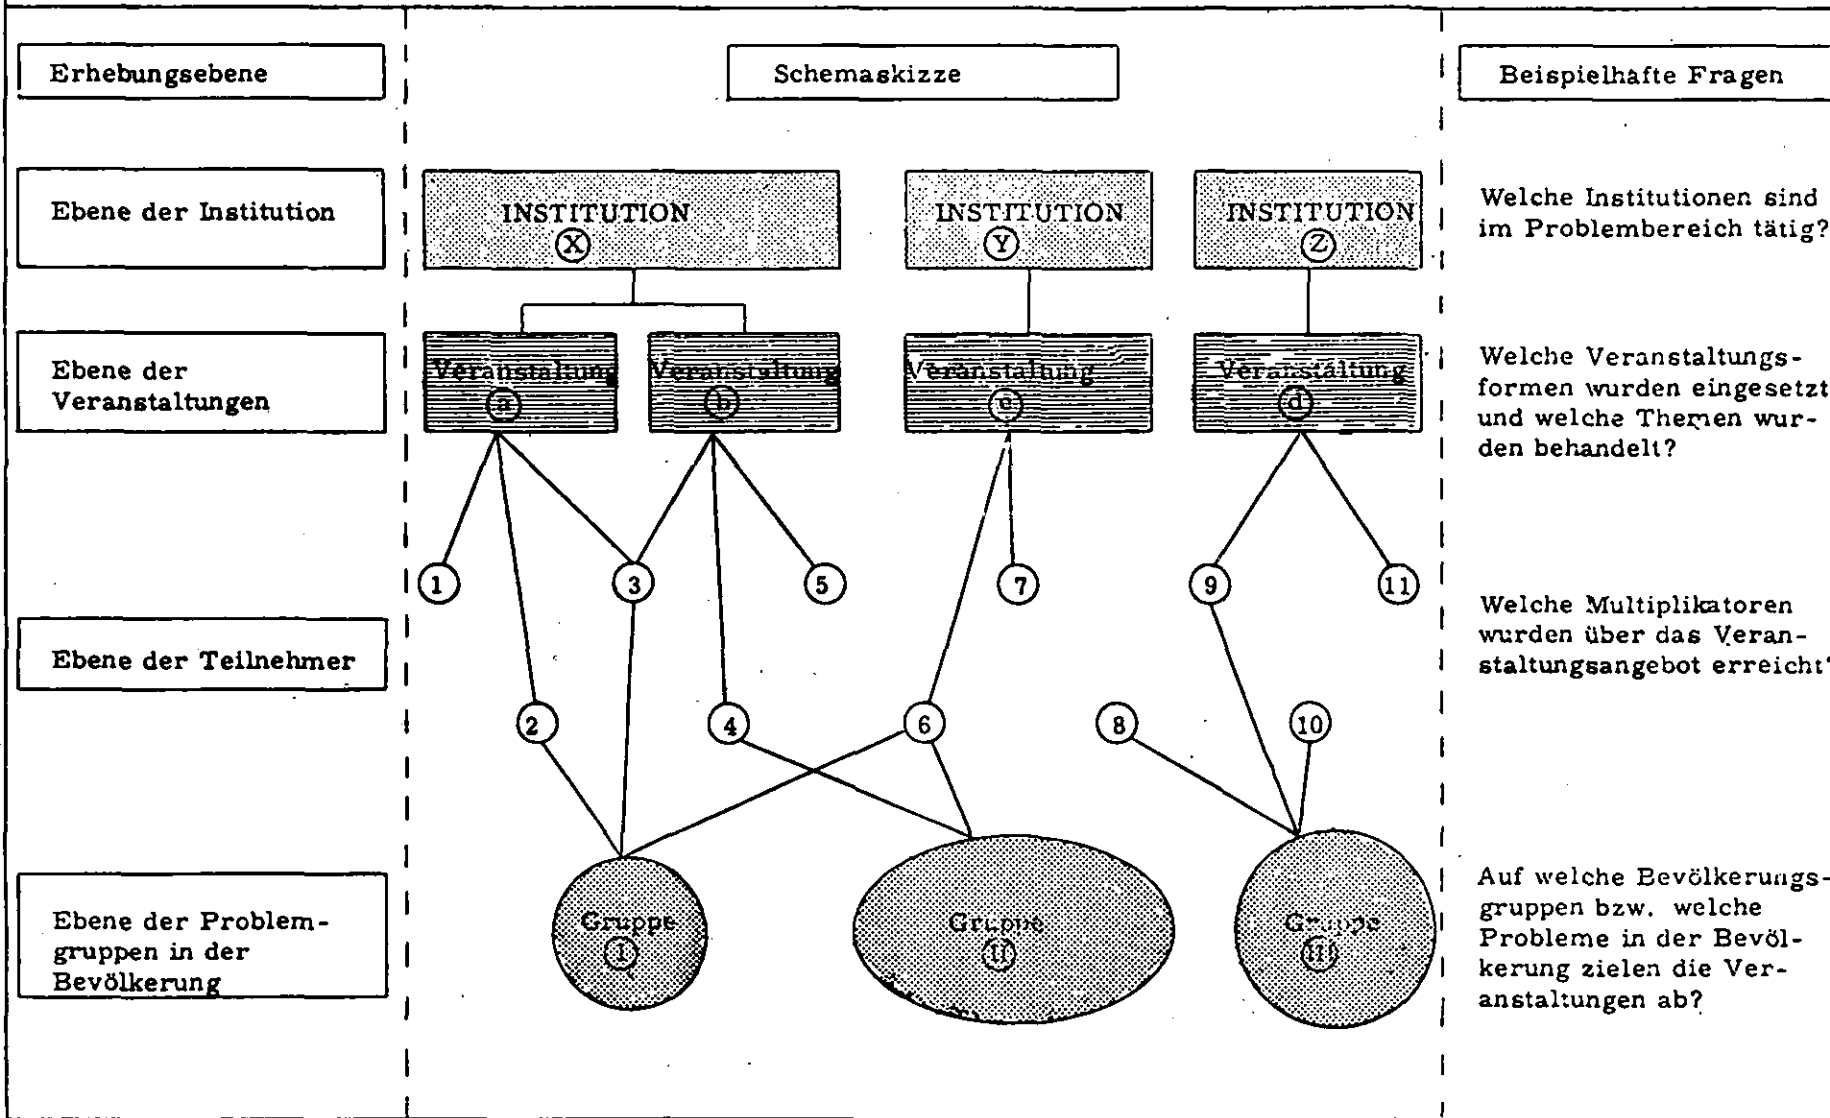 Erhebungsebene
Schemaskizze
Beispielhafte Fragen
Ebene der Institution
INSTITUTION
X
INSTITUTION
Y
INSTITUTION
Z
Welche Institutionen sind
im Problembereich tätig?
Ebene der
Veranstaltungen
Veranstaltung
a
Veranstaltung
b
Veranstaltung
c
Veranstaltung
d
Welche Veranstaltungs-
formen wurden eingesetzt
und welche Themen wur-
den behandelt?
1
3
5
7
9
11
Ebene der Teilnehmer
Welche Multiplikatoren
wurden über das Veran-
staltungsangebot erreicht?
2
4
6
8
10
Ebene der Problem-
gruppen in der
Bevölkerung
Gruppe
I
Gruppe
II
Gruppe
III
Auf welche Bevölkerungs-
gruppen bzw. welche
Probleme in der Bevöl-
kerung zielen die Ver-
anstaltungen ab?